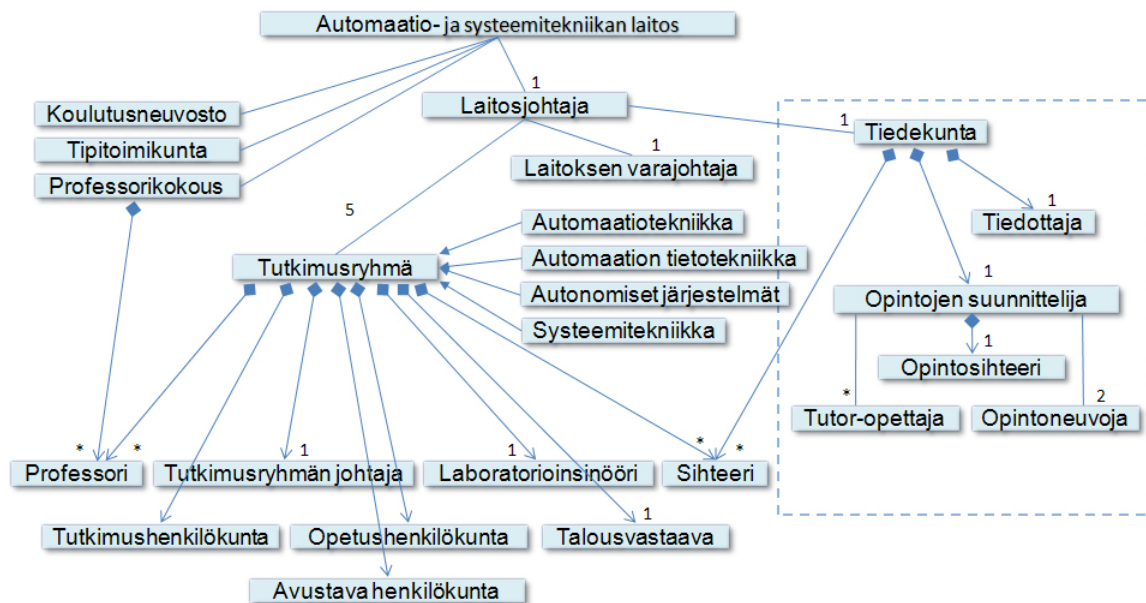 Automaatio- ja systeemitekniikan laitos
1
Laitosjohtaja
Koulutusneuvosto
1
Tiedekunta
Tipitoimikunta
1
Laitoksen varajohtaja
Professorikokous
5
Automaatiotekniikka
1
Tiedottaja
Tutkimusryhmä
Automaation tietotekniikka
1
Autonomiset järjestelmät
Opintojen suunnittelija
Systeemitekniikka
1
Opintosihteeri
*
2
Tutor-opettaja
Opintoneuvoja
*
*
1
1
*
*
Professori
Tutkimusryhmän johtaja
Laboratorioinsinööri
Sihteeri
1
Tutkimushenkilökunta
Opetushenkilökunta
Talousvastaava
Avustava henkilökunta